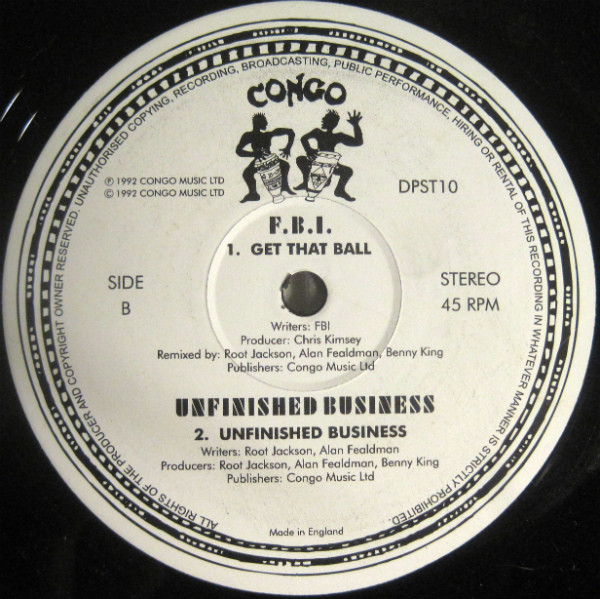 ALL RIGHTS OF THE PRODUCER AND COPYRIGHT OWNER RESERVED, UNAUTHORISED COPYING, RECORDING, BROADCASTING, PUBLIC PERFORMANCE, HIRING OR RENTAL OF THIS RECORDING IN WHATEVER MANNER IS STRICTLY PROHIBITED.
CONGO
℗ 1992 CONGO MUSIC LTD
© 1992 CONGO MUSIC LTD
DPST10
F.B.I.
1. GET THAT BALL
SIDE
B
STEREO
45 RPM
Writers: FBI
Producer: Chris Kimsey
Remixed by: Root Jackson, Alan Fealdman, Benny King
Publishers: Congo Music Ltd
UNFINISHED BUSINESS
2. UNFINISHED BUSINESS
Writers: Root Jackson, Alan Fealdman
Producers: Root Jackson, Alan Fealdman, Benny King
Publishers: Congo Music Ltd
Made in England